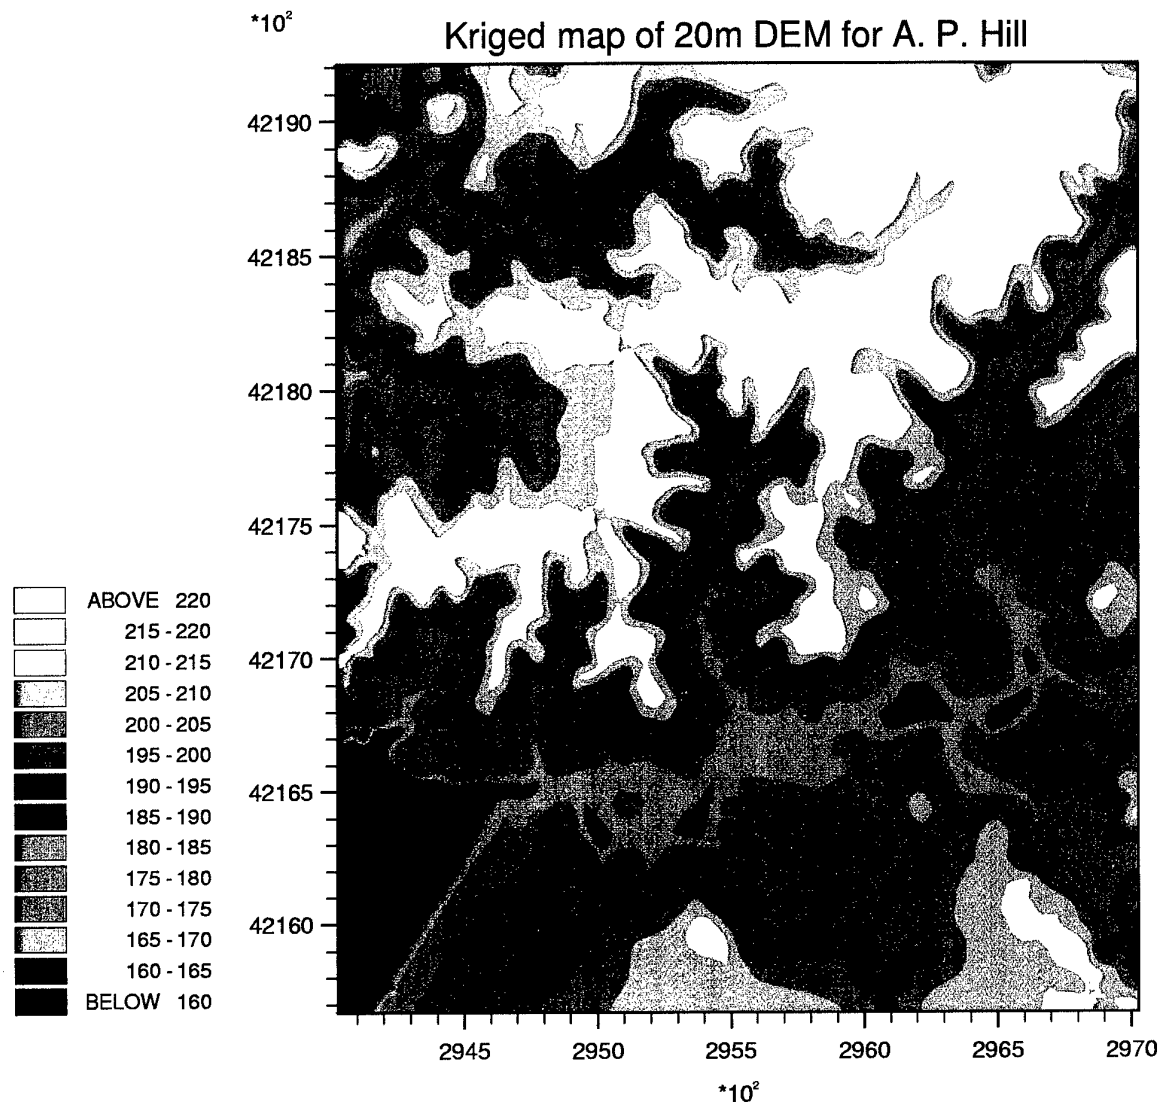 *10²
Kriged map of 20m DEM for A. P. Hill
42190
42185
42180
42175
42170
42165
42160
ABOVE 220
215 - 220
210 - 215
205 - 210
200 - 205
195 - 200
190 - 195
185 - 190
180 - 185
175 - 180
170 - 175
165 - 170
160 - 165
BELOW 160
2945 2950 2955 2960 2965 2970
*10²